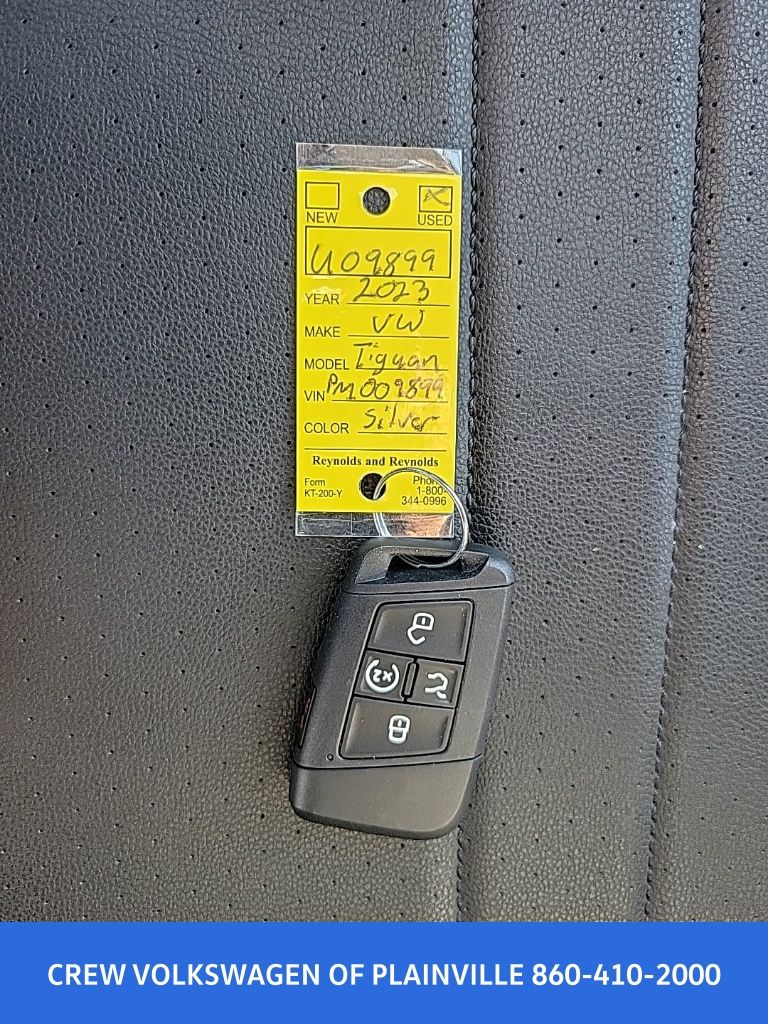 NEW USED
U09899
YEAR 2023
MAKE VW
MODEL Tiguan
VIN PM009899
COLOR Silver
Reynolds and Reynolds
Form Phone
KT-200-Y 1-800-
344-0996
x2
CREW VOLKSWAGEN OF PLAINVILLE 860-410-2000